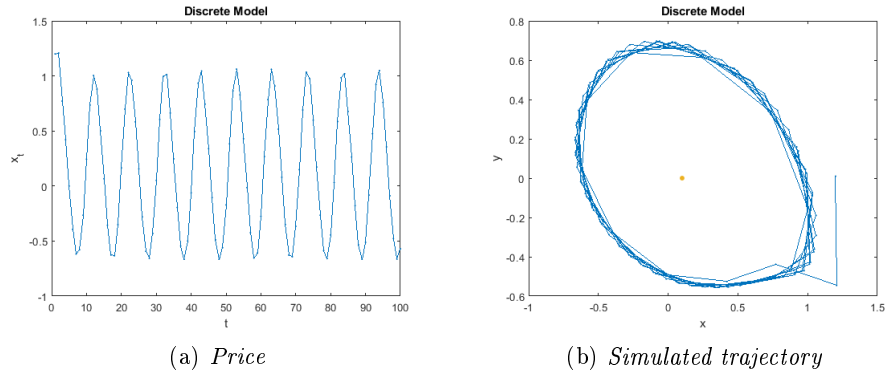 Discrete Model
1.5
1
0.5
0
-0.5
-1
x_t
0 10 20 30 40 50 60 70 80 90 100
t
(a) Price
Discrete Model
0.8
0.6
0.4
0.2
0
-0.2
-0.4
-0.6
y
-1 -0.5 0 0.5 1 1.5
x
(b) Simulated trajectory